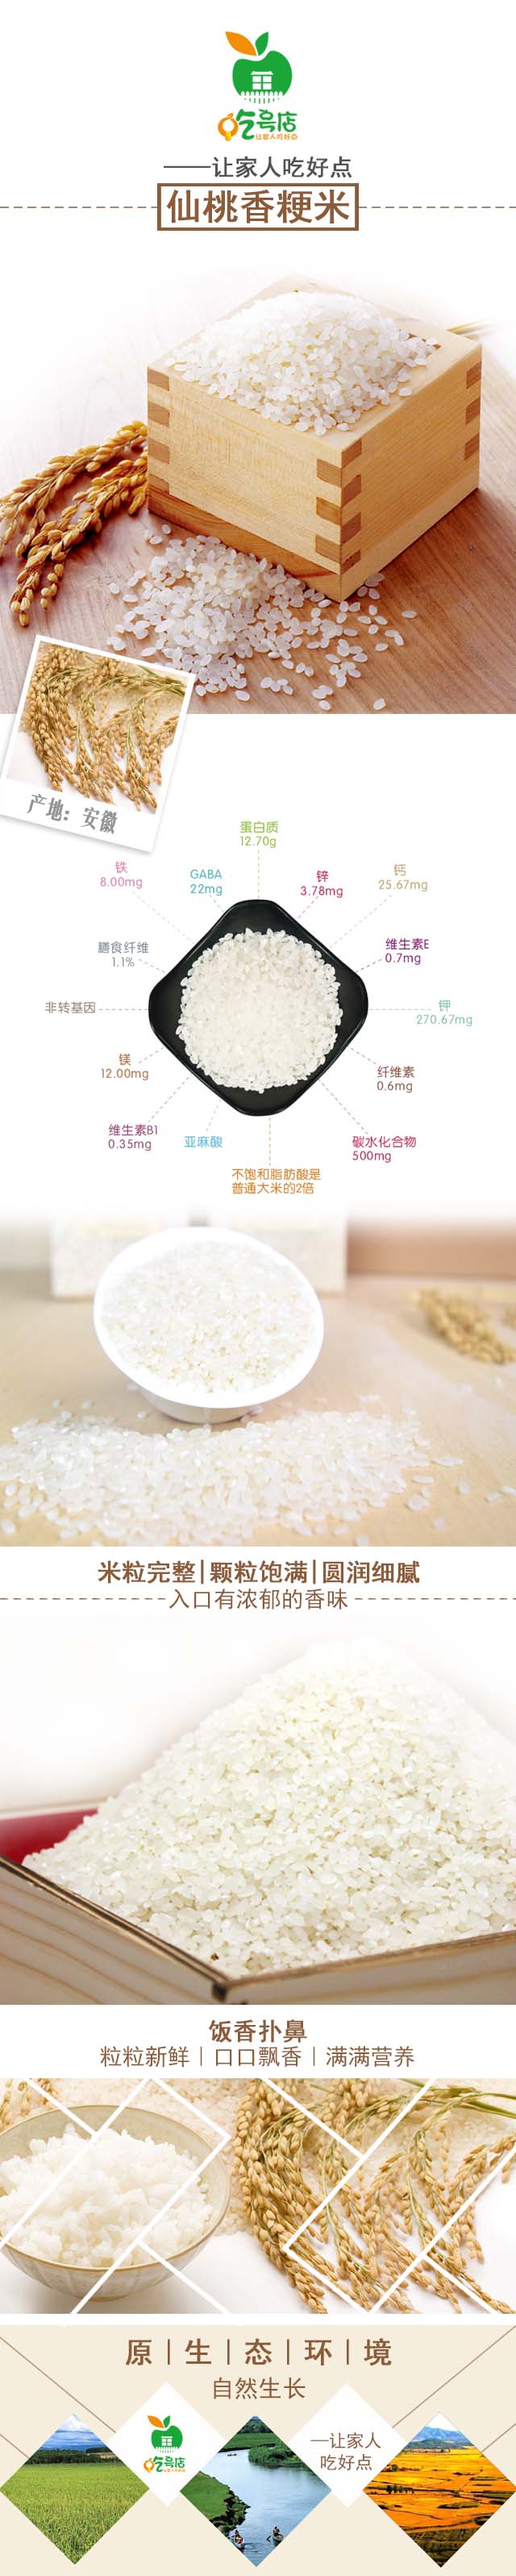 吃号店
让家人吃好点
——让家人吃好点
仙桃香粳米
产地：安徽
蛋白质
12.70g
铁
8.00mg
GABA
22mg
锌
3.78mg
钙
25.67mg
膳食纤维
1.1%
维生素E
0.7mg
非转基因
钾
270.67mg
镁
12.00mg
纤维素
0.6mg
维生素B1
0.35mg
亚麻酸
碳水化合物
500mg
不饱和脂肪酸是
普通大米的2倍
米粒完整|颗粒饱满|圆润细腻
入口有浓郁的香味
饭香扑鼻
粒粒新鲜|口口飘香|满满营养
原|生|态|环|境
自然生长
吃号店
—让家人
吃好点